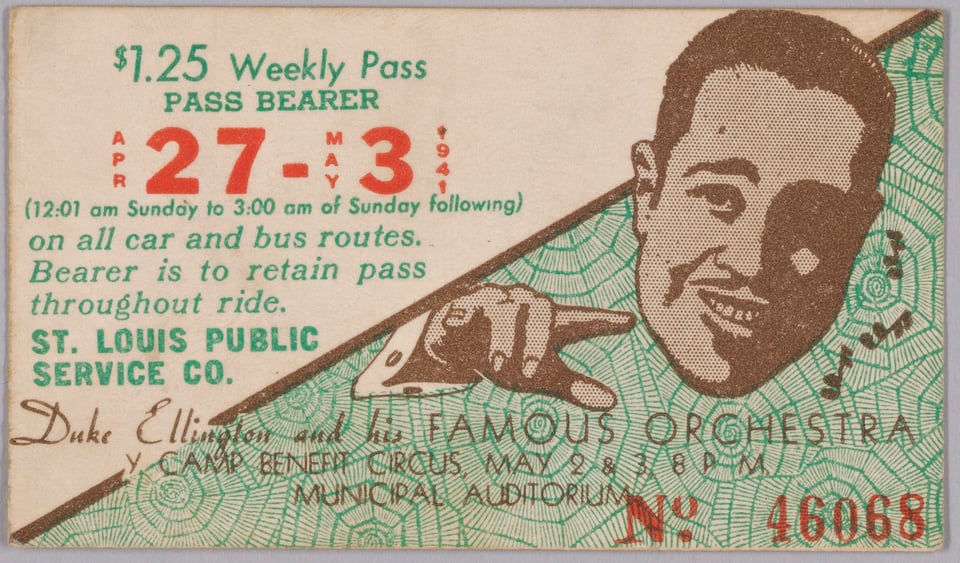 $1.25 Weekly Pass
PASS BEARER
APR 27 - MAY 3 1941
(12:01 am Sunday to 3:00 am of Sunday following)
on all car and bus routes.
Bearer is to retain pass
throughout ride.
ST. LOUIS PUBLIC
SERVICE CO.
Duke Ellington and his FAMOUS ORCHESTRA
Y CAMP BENEFIT CIRCUS, MAY 2 & 3, 8 P.M.
MUNICIPAL AUDITORIUM
Nº 46068